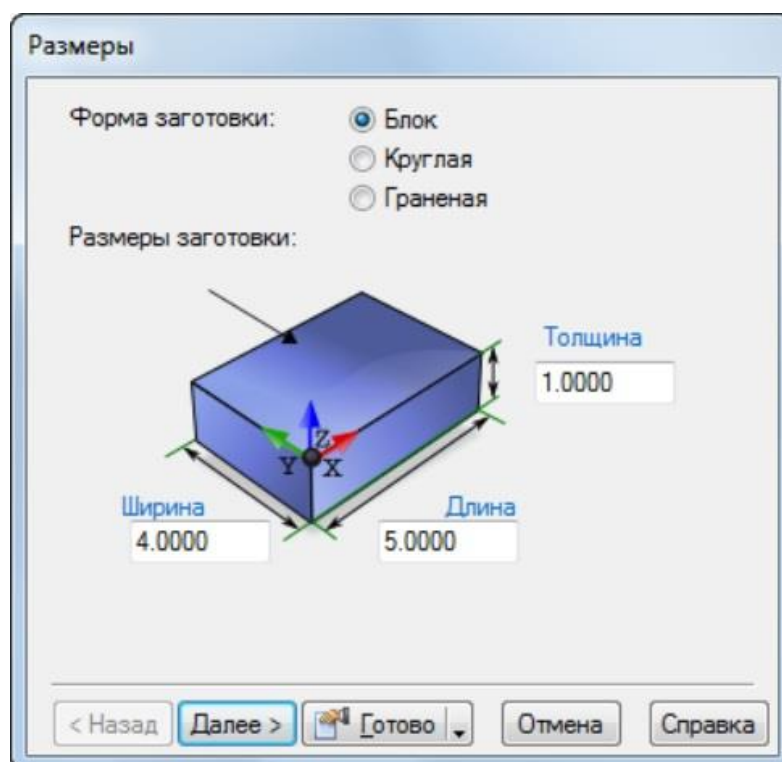 Размеры
Форма заготовки:
Блок
Круглая
Граненая
Размеры заготовки:
Толщина
1.0000
Z
Y X
Ширина Длина
4.0000 5.0000
< Назад Далее > Готово Отмена Справка